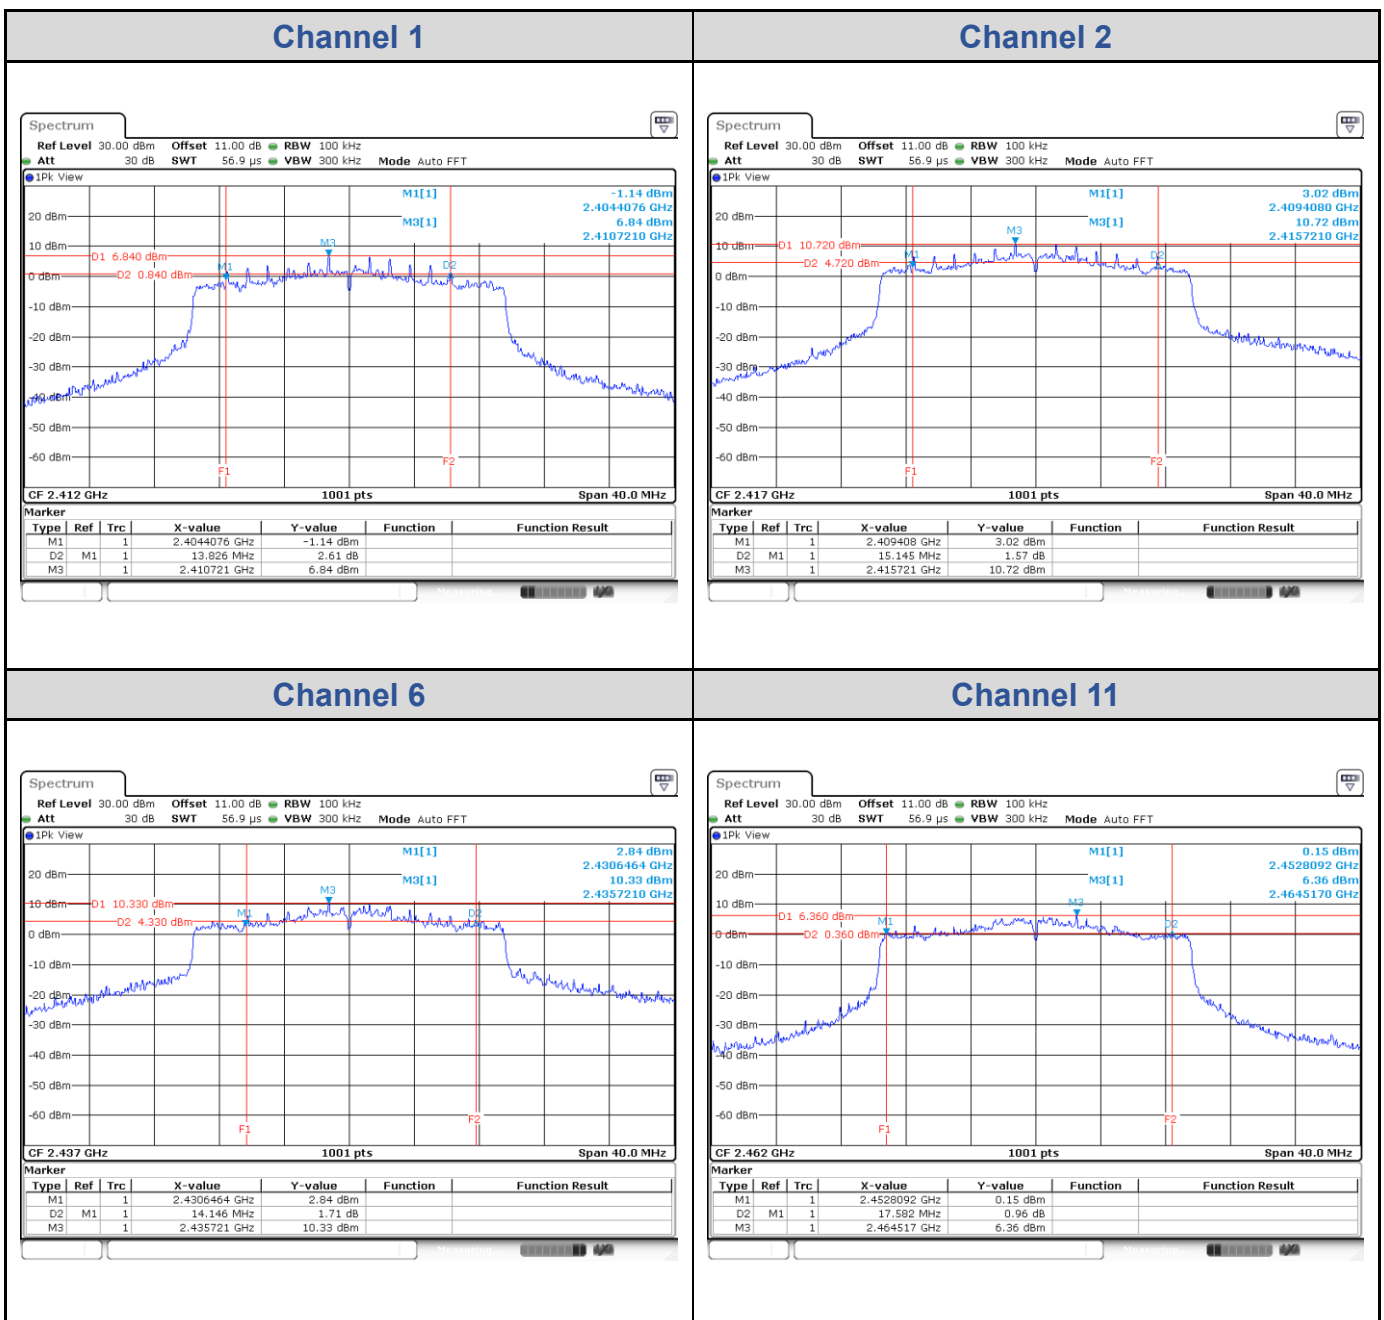 Channel 1
Spectrum
Ref Level 30.00 dBm Offset 11.00 dB RBW 100 kHz
Att 30 dB SWT 56.9 µs VBW 300 kHz Mode Auto FFT
1Pk View
M1[1] -1.14 dBm
2.4044076 GHz
M3[1] 6.84 dBm
2.4107210 GHz
20 dBm
10 dBm
M3
D1 6.840 dBm
M1
D2
0 dBm
D2 0.840 dBm
-10 dBm
-20 dBm
-30 dBm
-40 dBm
-50 dBm
-60 dBm
F1
F2
CF 2.412 GHz 1001 pts Span 40.0 MHz
Marker
Type Ref Trc X-value Y-value Function Function Result
M1 1 2.4044076 GHz -1.14 dBm
D2 M1 1 13.826 MHz 2.61 dB
M3 1 2.410721 GHz 6.84 dBm
Measuring...
Channel 2
Spectrum
Ref Level 30.00 dBm Offset 11.00 dB RBW 100 kHz
Att 30 dB SWT 56.9 µs VBW 300 kHz Mode Auto FFT
1Pk View
M1[1] 3.02 dBm
2.4094080 GHz
M3[1] 10.72 dBm
2.4157210 GHz
20 dBm
M3
10 dBm
D1 10.720 dBm
M1
D2
D2 4.720 dBm
0 dBm
-10 dBm
-20 dBm
-30 dBm
-40 dBm
-50 dBm
-60 dBm
F1
F2
CF 2.417 GHz 1001 pts Span 40.0 MHz
Marker
Type Ref Trc X-value Y-value Function Function Result
M1 1 2.409408 GHz 3.02 dBm
D2 M1 1 15.145 MHz 1.57 dB
M3 1 2.415721 GHz 10.72 dBm
Measuring...
Channel 6
Spectrum
Ref Level 30.00 dBm Offset 11.00 dB RBW 100 kHz
Att 30 dB SWT 56.9 µs VBW 300 kHz Mode Auto FFT
1Pk View
M1[1] 2.84 dBm
2.4306464 GHz
M3[1] 10.33 dBm
2.4357210 GHz
20 dBm
M3
10 dBm
D1 10.330 dBm
M1
D2
D2 4.330 dBm
0 dBm
-10 dBm
-20 dBm
-30 dBm
-40 dBm
-50 dBm
-60 dBm
F1
F2
CF 2.437 GHz 1001 pts Span 40.0 MHz
Marker
Type Ref Trc X-value Y-value Function Function Result
M1 1 2.4306464 GHz 2.84 dBm
D2 M1 1 14.146 MHz 1.71 dB
M3 1 2.435721 GHz 10.33 dBm
Measuring...
Channel 11
Spectrum
Ref Level 30.00 dBm Offset 11.00 dB RBW 100 kHz
Att 30 dB SWT 56.9 µs VBW 300 kHz Mode Auto FFT
1Pk View
M1[1] 0.15 dBm
2.4528092 GHz
M3[1] 6.36 dBm
2.4645170 GHz
20 dBm
10 dBm
M3
D1 6.360 dBm
M1
D2
0 dBm
D2 0.360 dBm
-10 dBm
-20 dBm
-30 dBm
-40 dBm
-50 dBm
-60 dBm
F1
F2
CF 2.462 GHz 1001 pts Span 40.0 MHz
Marker
Type Ref Trc X-value Y-value Function Function Result
M1 1 2.4528092 GHz 0.15 dBm
D2 M1 1 17.582 MHz 0.96 dB
M3 1 2.464517 GHz 6.36 dBm
Measuring...